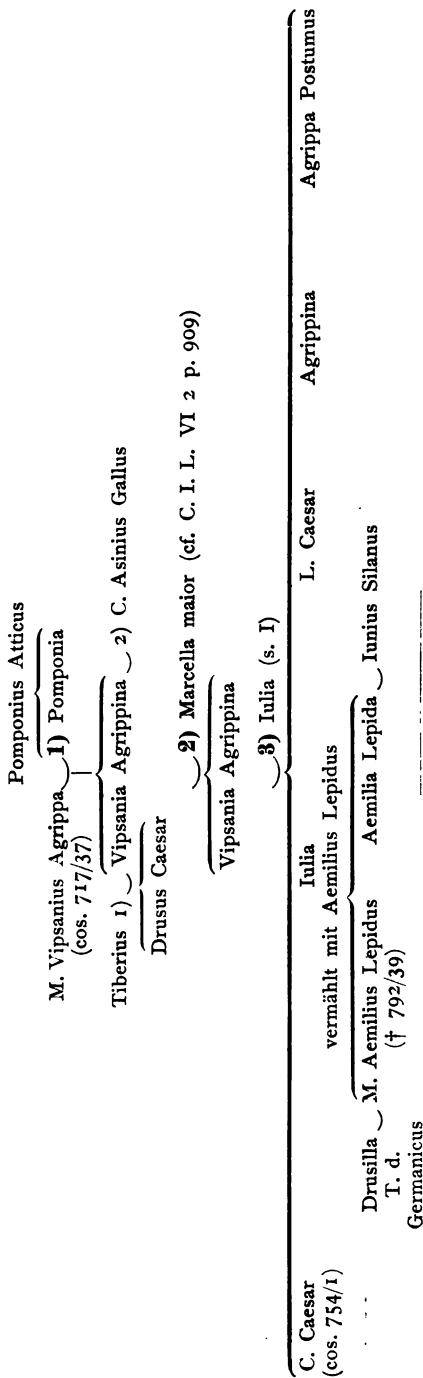 Pomponius Atticus
M. Vipsanius Agrippa 1) Pomponia
(cos. 717/37)
Tiberius 1) Vipsania Agrippina 2) C. Asinius Gallus
Drusus Caesar
2) Marcella maior (cf. C. I. L. VI 2 p. 909)
Vipsania Agrippina
3) Iulia (s. I)
C. Caesar Iulia L. Caesar Agrippina Agrippa Postumus
(cos. 754/1) vermählt mit Aemilius Lepidus
Drusilla M. Aemilius Lepidus Aemilia Lepida Iunius Silanus
T. d. († 792/39)
Germanicus